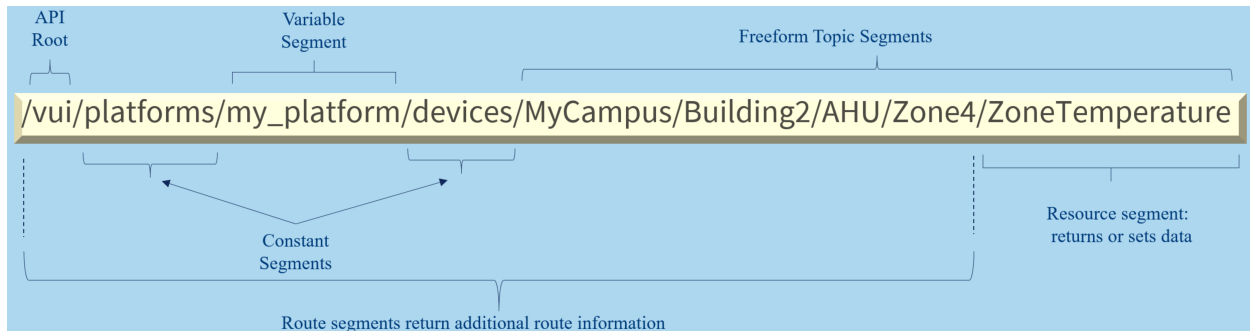 API
Root
Variable
Segment
Freeform Topic Segments
/vui/platforms/my_platform/devices/MyCampus/Building2/AHU/Zone4/ZoneTemperature
Constant
Segments
Resource segment:
returns or sets data
Route segments return additional route information